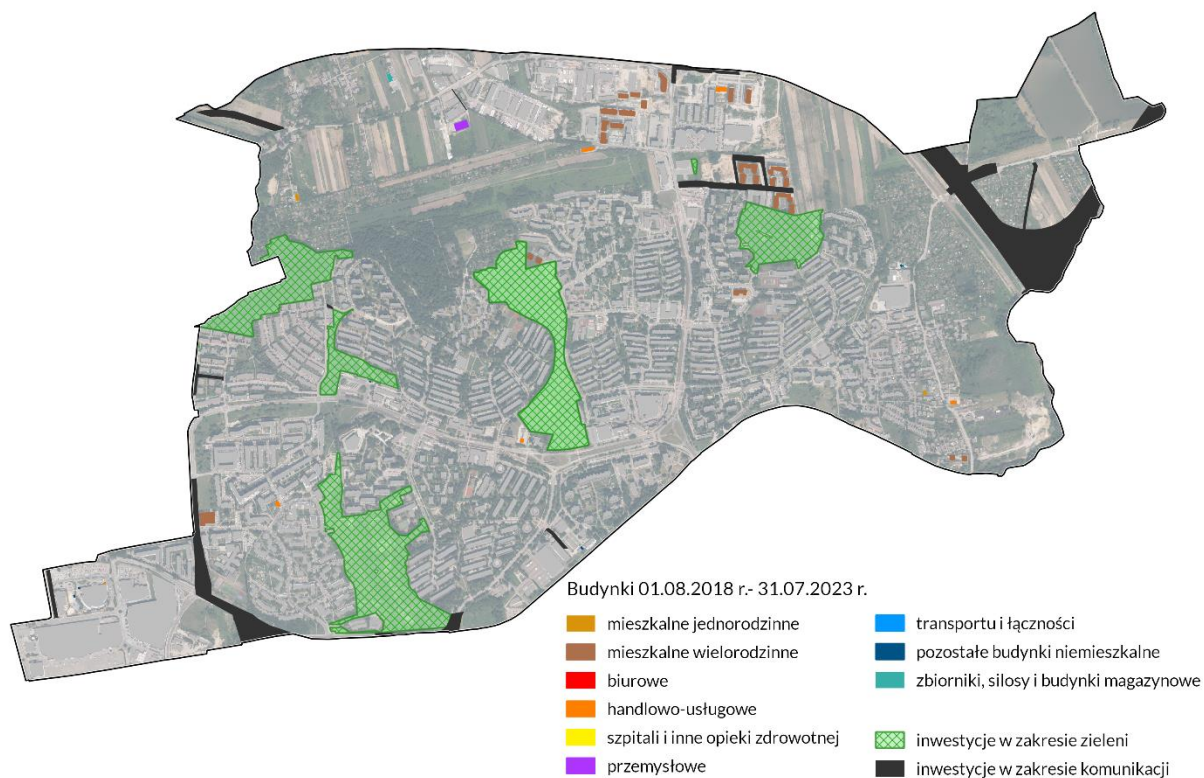 Budynki 01.08.2018 r.- 31.07.2023 r.
mieszkalne jednorodzinne
mieszkalne wielorodzinne
biurowe
handlowo-usługowe
szpitali i inne opieki zdrowotnej
przemysłowe
transportu i łączności
pozostałe budynki niemieszkalne
zbiorniki, silosy i budynki magazynowe
inwestycje w zakresie zieleni
inwestycje w zakresie komunikacji